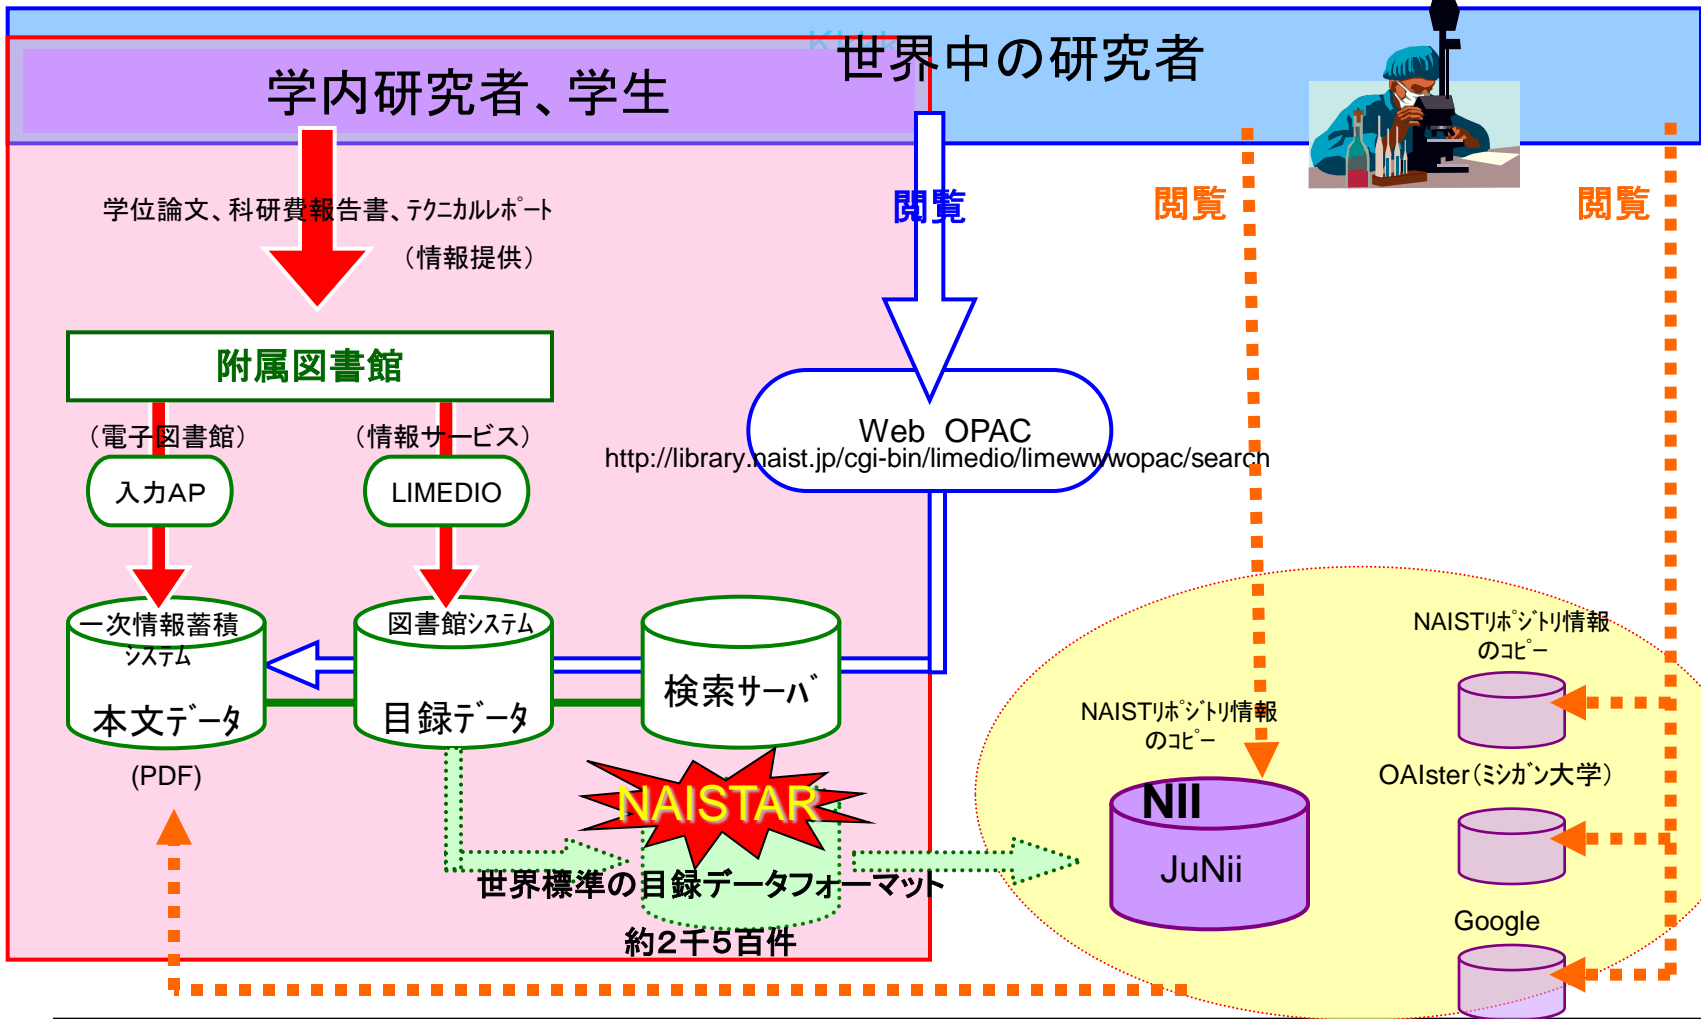 世界中の研究者
学内研究者、学生
閲覧
閲覧
閲覧
学位論文、科研費報告書、ﾃｸﾆｶﾙﾚﾎﾟｰﾄ
（情報提供）
附属図書館
（電子図書館）
（情報サービス）
入力AP
LIMEDIO
Web OPAC
http://library.naist.jp/cgi-bin/limedio/limewwwopac/search
一次情報蓄積
ｼｽﾃﾑ
本文ﾃﾞｰﾀ
(PDF)
図書館ｼｽﾃﾑ
目録ﾃﾞｰﾀ
検索ｻｰﾊﾞ
NAISTAR
世界標準の目録データフォーマット
約2千5百件
NAISTﾘﾎﾟｼﾞﾄﾘ情報
のｺﾋﾟｰ
NII
JuNii
NAISTﾘﾎﾟｼﾞﾄﾘ情報
のｺﾋﾟｰ
OAIster(ﾐｼｶﾞﾝ大学)
Google